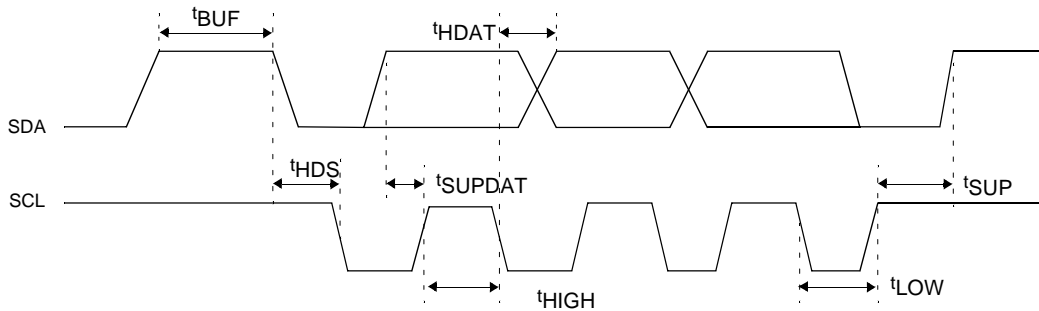 tBUF
tHDAT
SDA
tHDS
tSUPDAT
tSUP
SCL
tHIGH
tLOW